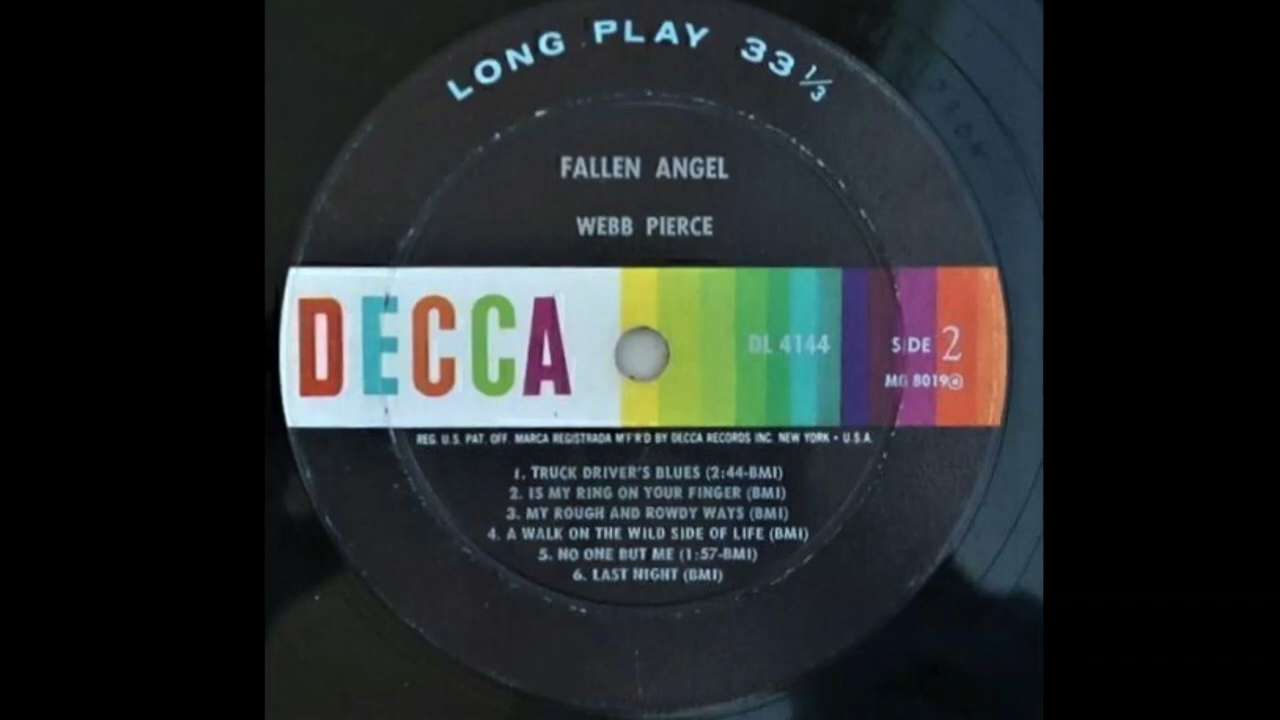 LONG PLAY 33 1/3
FALLEN ANGEL
WEBB PIERCE
DECCA
DL 4144
SIDE 2
MG 8019
REG. U.S. PAT. OFF. MARCA REGISTRADA M'F'R'D BY DECCA RECORDS INC. NEW YORK • U.S.A.
1. TRUCK DRIVER'S BLUES (2:44-BMI)
2. IS MY RING ON YOUR FINGER (BMI)
3. MY ROUGH AND ROWDY WAYS (BMI)
4. A WALK ON THE WILD SIDE OF LIFE (BMI)
5. NO ONE BUT ME (1:57-BMI)
6. LAST NIGHT (BMI)